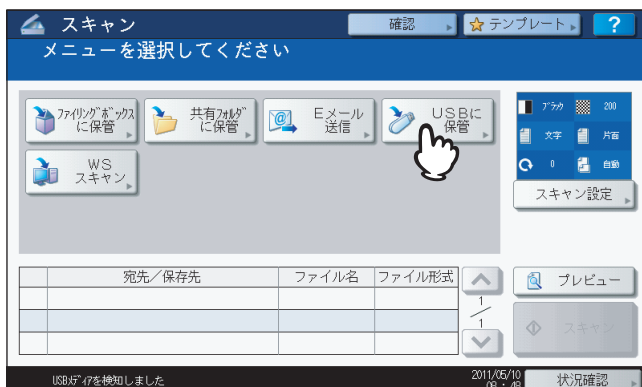 スキャン
確認
テンプレート
?
メニューを選択してください
ファイリングボックス
に保管
共有フォルダ
に保管
Eメール
送信
USBに
保管
WS
スキャン
ブラック
200
文字
片面
0
自動
スキャン設定
宛先/保存先
ファイル名
ファイル形式
1
1
プレビュー
スキャン
USBメディアを検知しました
2011/05/10
08:48
状況確認